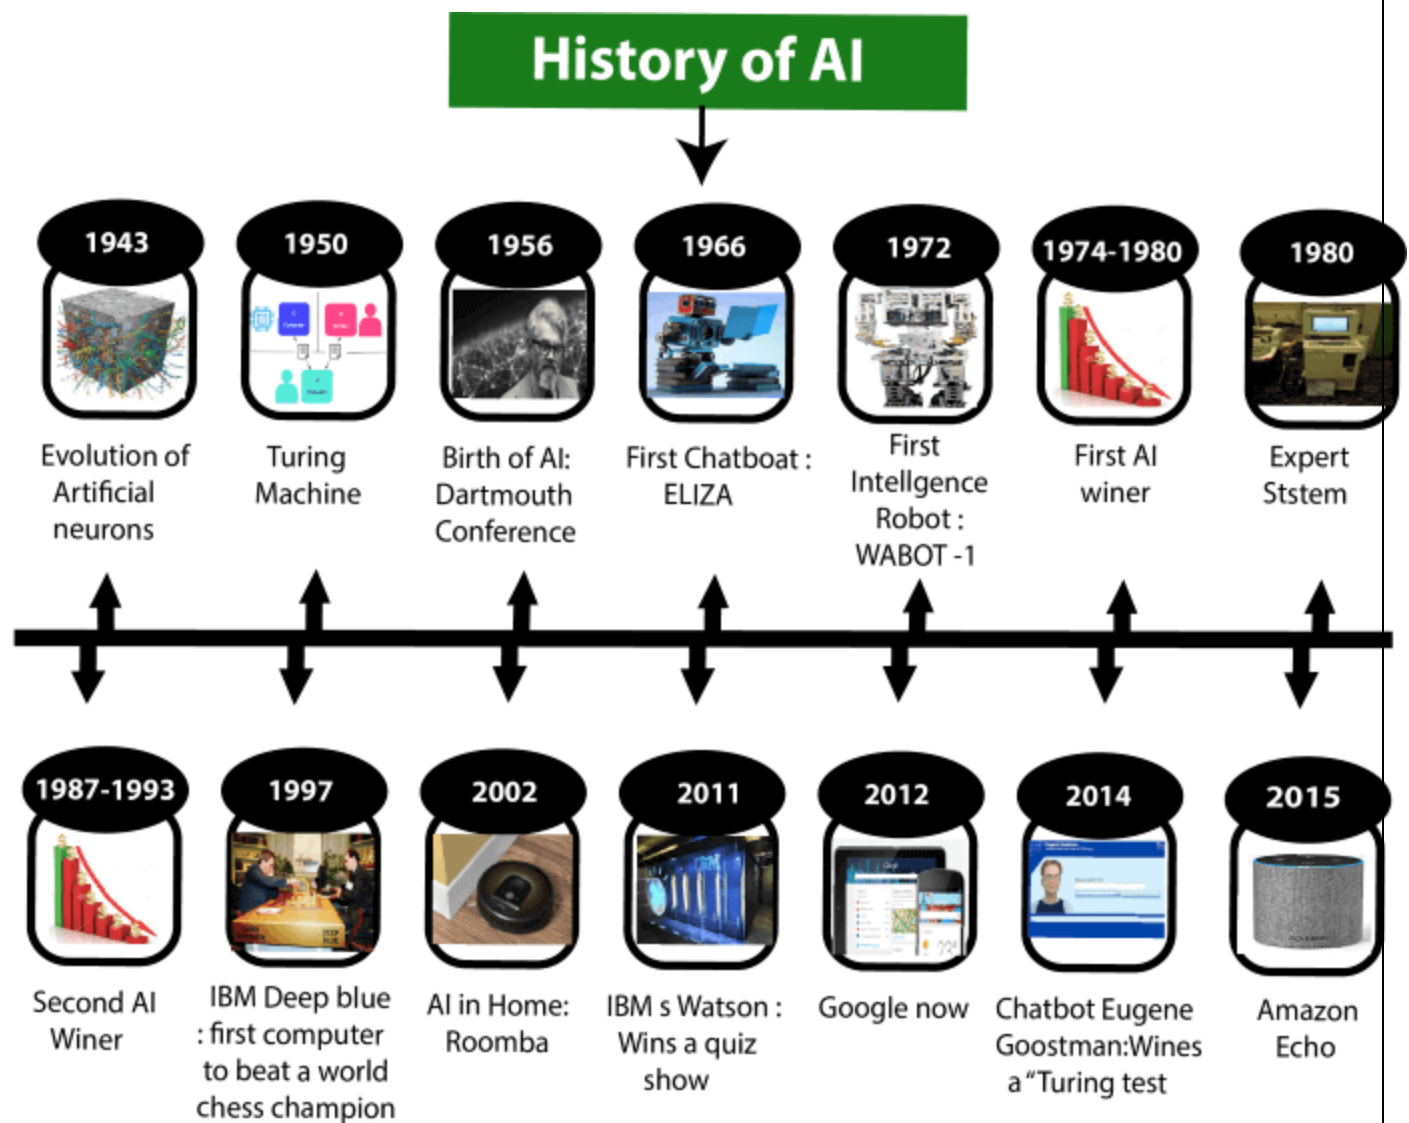 History of AI
1943
1950
1956
1966
1972
1974-1980
1980
Evolution of
Artificial
neurons
Turing
Machine
Birth of AI:
Dartmouth
Conference
First Chatboat :
ELIZA
First
Intellgence
Robot :
WABOT -1
First AI
winer
Expert
Ststem
1987-1993
1997
2002
2011
2012
2014
2015
DEEP
BLUE
Google
Second AI
Winer
IBM Deep blue
: first computer
to beat a world
chess champion
AI in Home:
Roomba
IBM s Watson :
Wins a quiz
show
Google now
Chatbot Eugene
Goostman:Wines
a “Turing test
Amazon
Echo